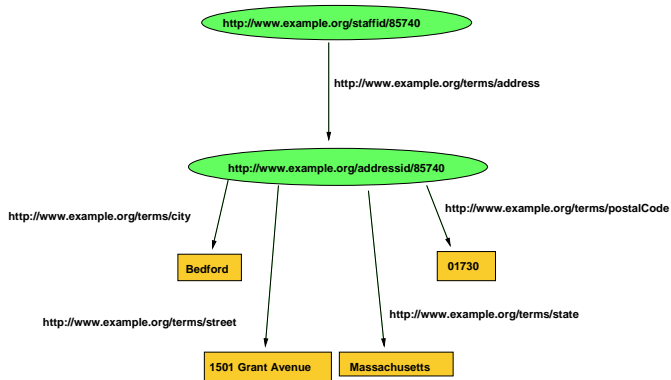 http://www.example.org/staffid/85740
http://www.example.org/terms/address
http://www.example.org/addressid/85740
http://www.example.org/terms/city
http://www.example.org/terms/postalCode
Bedford
01730
http://www.example.org/terms/street
http://www.example.org/terms/state
1501 Grant Avenue
Massachusetts